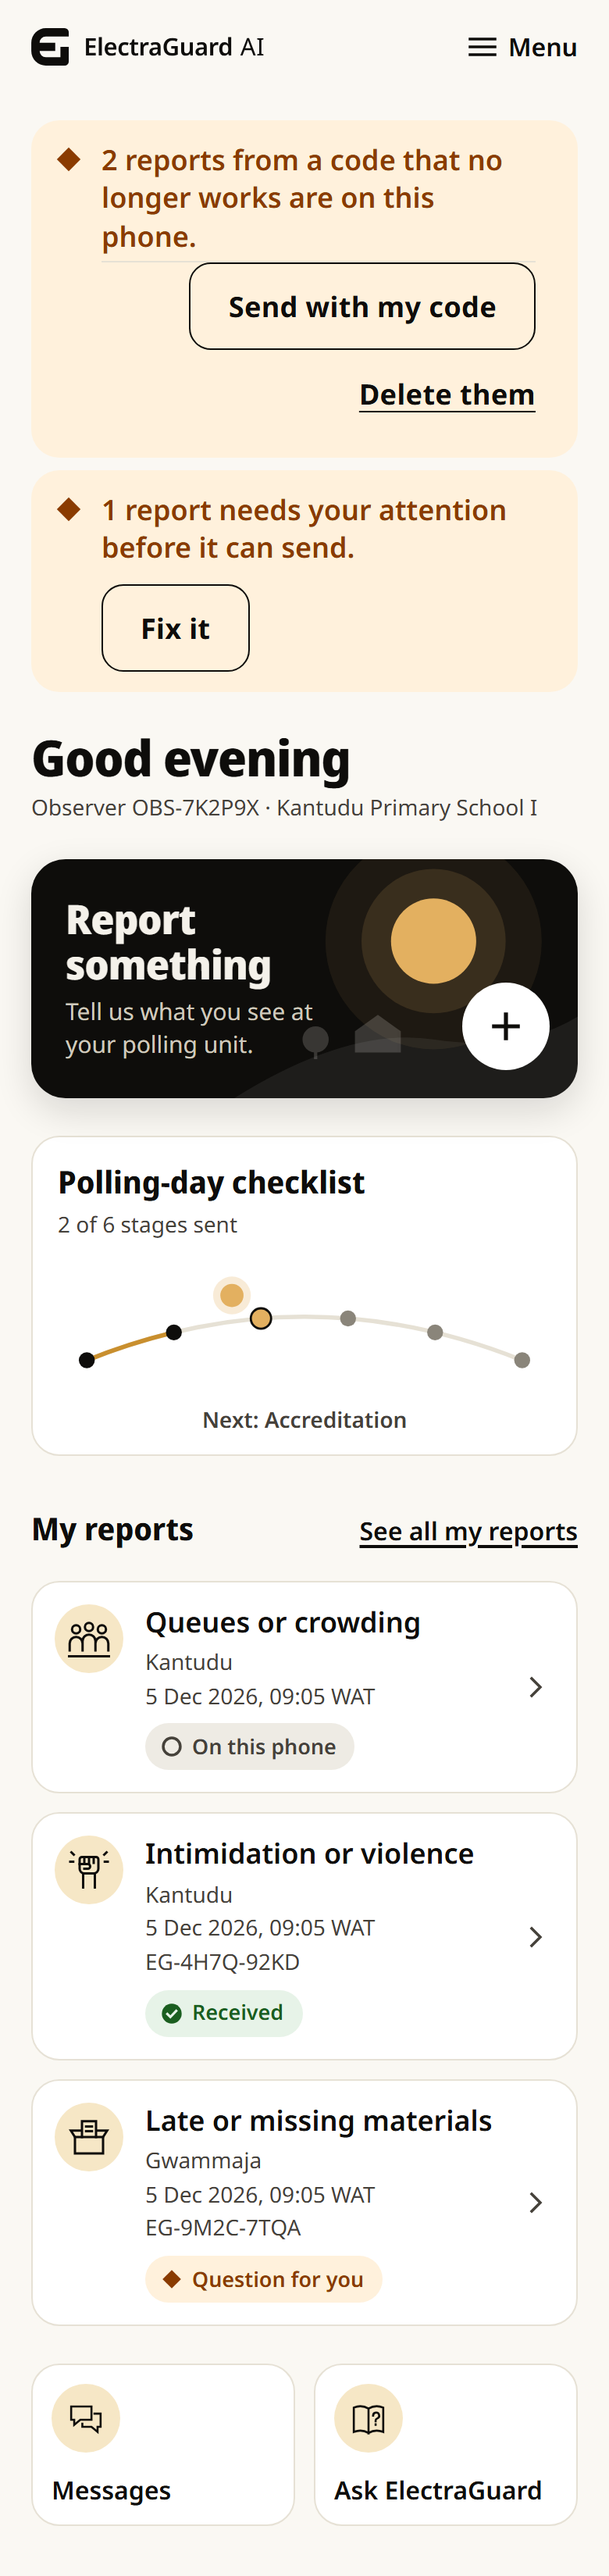 ElectraGuard AI
Menu
2 reports from a code that no
longer works are on this
phone.
Send with my code
Delete them
1 report needs your attention
before it can send.
Fix it
Good evening
Observer OBS-7K2P9X · Kantudu Primary School I
Report
something
Tell us what you see at
your polling unit.
Polling-day checklist
2 of 6 stages sent
Next: Accreditation
My reports
See all my reports
Queues or crowding
Kantudu
5 Dec 2026, 09:05 WAT
On this phone
Intimidation or violence
Kantudu
5 Dec 2026, 09:05 WAT
EG-4H7Q-92KD
Received
Late or missing materials
Gwammaja
5 Dec 2026, 09:05 WAT
EG-9M2C-7TQA
Question for you
Messages
Ask ElectraGuard